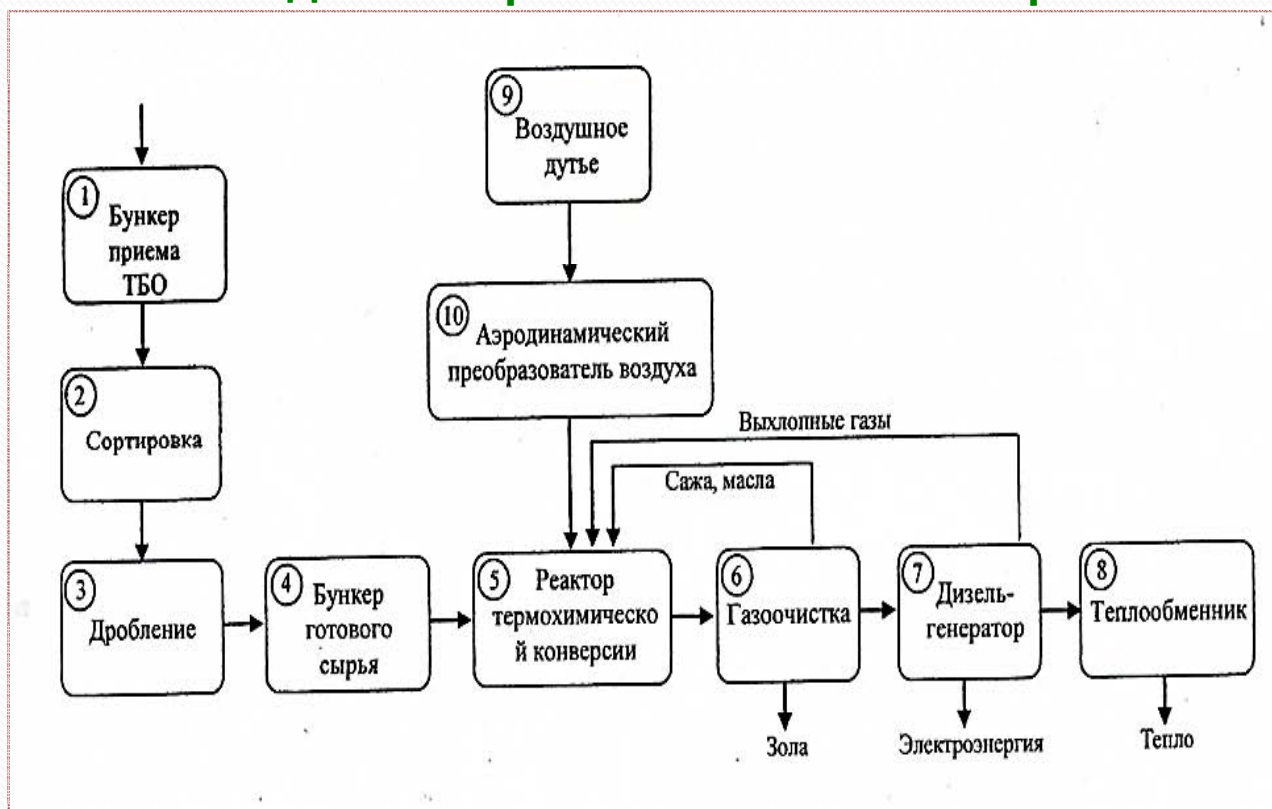 9
Воздушное
дутье
1
Бункер
приема
ТБО
10
Аэродинамический
преобразователь воздуха
2
Сортировка
Выхлопные газы
Сажа, масла
3
Дробление
4
Бункер
готового
сырья
5
Реактор
термохимическо
й конверсии
6
Газоочистка
7
Дизель-
генератор
8
Теплообменник
Зола
Электроэнергия
Тепло